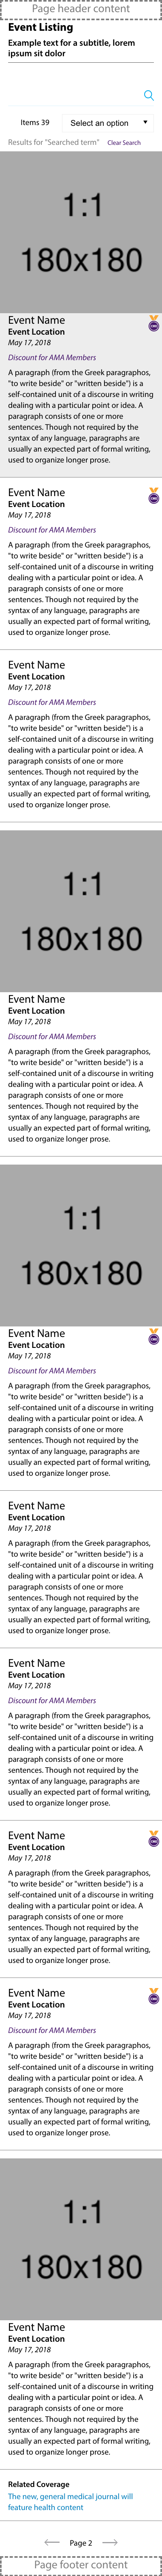 Page header content
Event Listing
Example text for a subtitle, lorem
ipsum sit dolor
Items 39
Select an option
Results for "Searched term"
Clear Search
1:1
180x180
Event Name
Event Location
May 17, 2018
Discount for AMA Members
A paragraph (from the Greek paragraphos,
"to write beside" or "written beside") is a
self-contained unit of a discourse in writing
dealing with a particular point or idea. A
paragraph consists of one or more
sentences. Though not required by the
syntax of any language, paragraphs are
usually an expected part of formal writing,
used to organize longer prose.
Event Name
Event Location
May 17, 2018
Discount for AMA Members
A paragraph (from the Greek paragraphos,
"to write beside" or "written beside") is a
self-contained unit of a discourse in writing
dealing with a particular point or idea. A
paragraph consists of one or more
sentences. Though not required by the
syntax of any language, paragraphs are
usually an expected part of formal writing,
used to organize longer prose.
Event Name
Event Location
May 17, 2018
Discount for AMA Members
A paragraph (from the Greek paragraphos,
"to write beside" or "written beside") is a
self-contained unit of a discourse in writing
dealing with a particular point or idea. A
paragraph consists of one or more
sentences. Though not required by the
syntax of any language, paragraphs are
usually an expected part of formal writing,
used to organize longer prose.
1:1
180x180
Event Name
Event Location
May 17, 2018
Discount for AMA Members
A paragraph (from the Greek paragraphos,
"to write beside" or "written beside") is a
self-contained unit of a discourse in writing
dealing with a particular point or idea. A
paragraph consists of one or more
sentences. Though not required by the
syntax of any language, paragraphs are
usually an expected part of formal writing,
used to organize longer prose.
1:1
180x180
Event Name
Event Location
May 17, 2018
Discount for AMA Members
A paragraph (from the Greek paragraphos,
"to write beside" or "written beside") is a
self-contained unit of a discourse in writing
dealing with a particular point or idea. A
paragraph consists of one or more
sentences. Though not required by the
syntax of any language, paragraphs are
usually an expected part of formal writing,
used to organize longer prose.
Event Name
Event Location
May 17, 2018
A paragraph (from the Greek paragraphos,
"to write beside" or "written beside") is a
self-contained unit of a discourse in writing
dealing with a particular point or idea. A
paragraph consists of one or more
sentences. Though not required by the
syntax of any language, paragraphs are
usually an expected part of formal writing,
used to organize longer prose.
Event Name
Event Location
May 17, 2018
Discount for AMA Members
A paragraph (from the Greek paragraphos,
"to write beside" or "written beside") is a
self-contained unit of a discourse in writing
dealing with a particular point or idea. A
paragraph consists of one or more
sentences. Though not required by the
syntax of any language, paragraphs are
usually an expected part of formal writing,
used to organize longer prose.
Event Name
Event Location
May 17, 2018
A paragraph (from the Greek paragraphos,
"to write beside" or "written beside") is a
self-contained unit of a discourse in writing
dealing with a particular point or idea. A
paragraph consists of one or more
sentences. Though not required by the
syntax of any language, paragraphs are
usually an expected part of formal writing,
used to organize longer prose.
Event Name
Event Location
May 17, 2018
Discount for AMA Members
A paragraph (from the Greek paragraphos,
"to write beside" or "written beside") is a
self-contained unit of a discourse in writing
dealing with a particular point or idea. A
paragraph consists of one or more
sentences. Though not required by the
syntax of any language, paragraphs are
usually an expected part of formal writing,
used to organize longer prose.
1:1
180x180
Event Name
Event Location
May 17, 2018
A paragraph (from the Greek paragraphos,
"to write beside" or "written beside") is a
self-contained unit of a discourse in writing
dealing with a particular point or idea. A
paragraph consists of one or more
sentences. Though not required by the
syntax of any language, paragraphs are
usually an expected part of formal writing,
used to organize longer prose.
Related Coverage
The new, general medical journal will
feature health content
Page 2
Page footer content